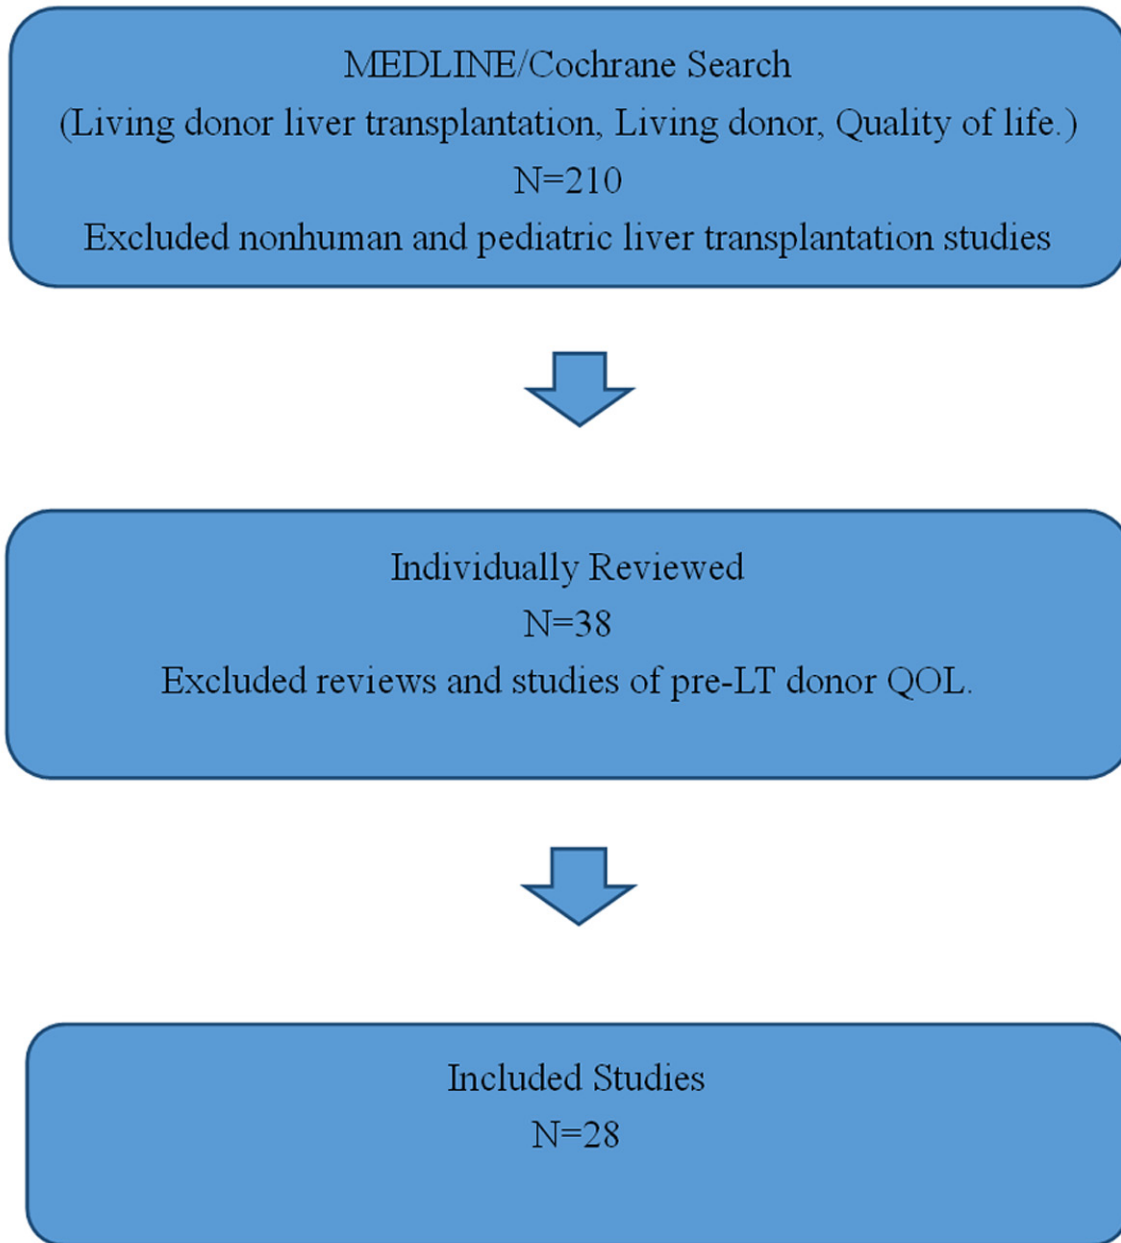 MEDLINE/Cochrane Search
(Living donor liver transplantation, Living donor, Quality of life.)
N=210
Excluded nonhuman and pediatric liver transplantation studies
Individually Reviewed
N=38
Excluded reviews and studies of pre-LT donor QOL.
Included Studies
N=28